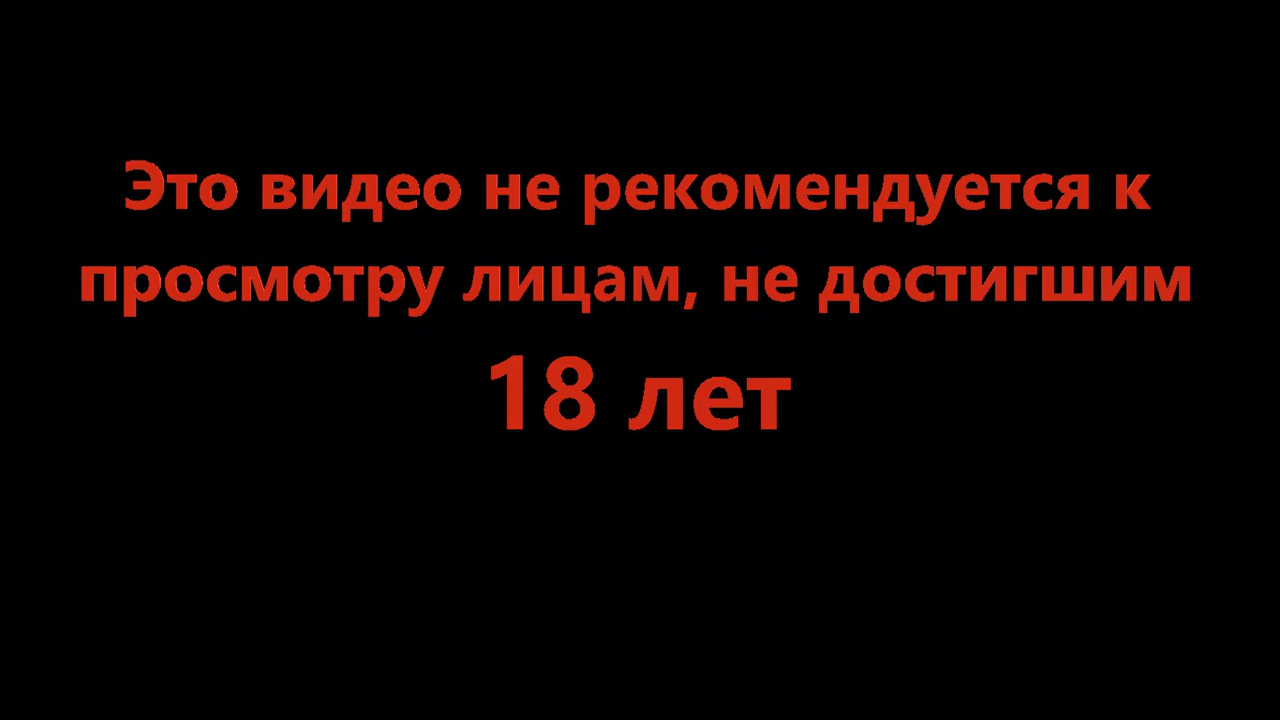 Это видео не рекомендуется к
просмотру лицам, не достигшим
18 лет